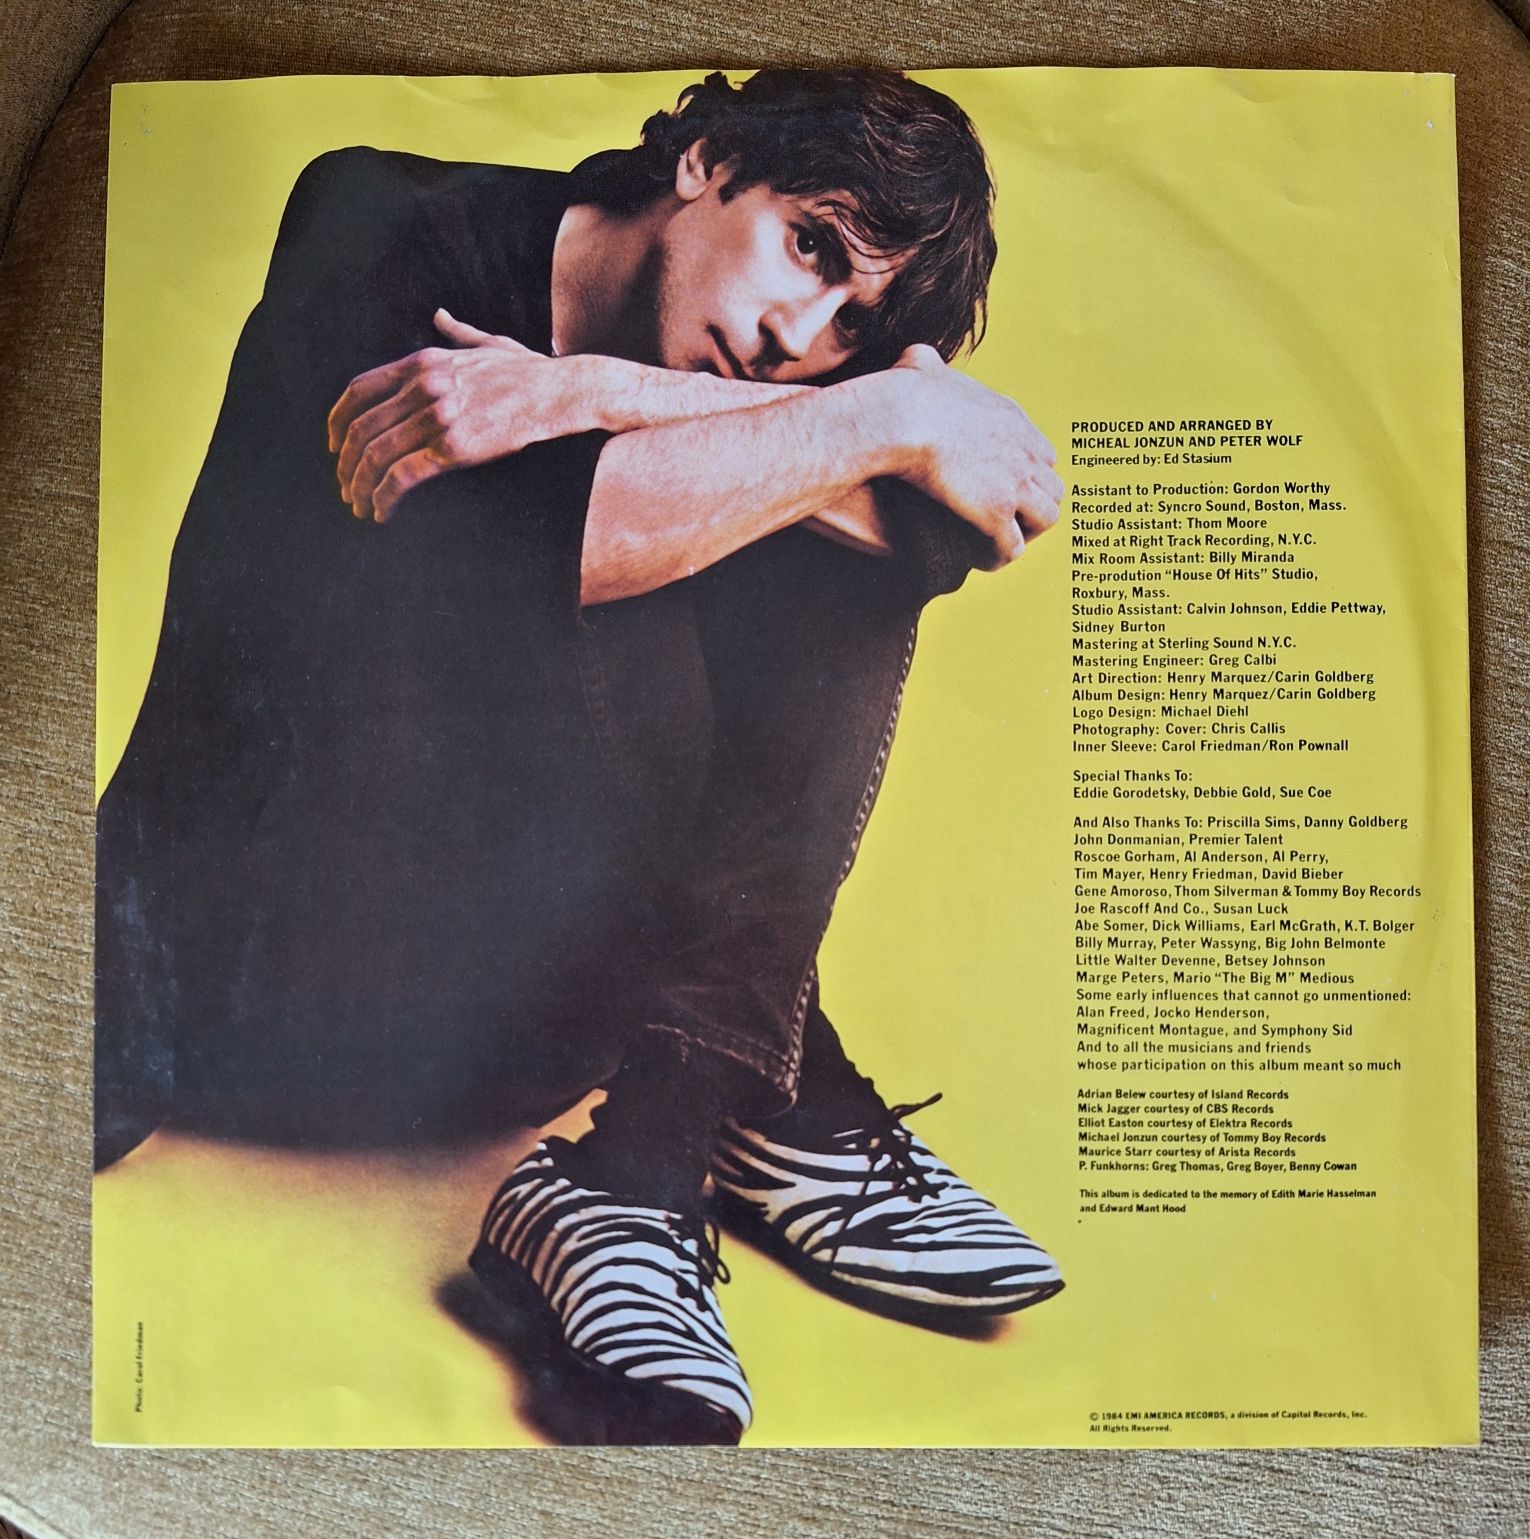 PRODUCED AND ARRANGED BY
MICHEAL JONZUN AND PETER WOLF
Engineered by: Ed Stasium
Assistant to Production: Gordon Worthy
Recorded at: Syncro Sound, Boston, Mass.
Studio Assistant: Thom Moore
Mixed at Right Track Recording, N.Y.C.
Mix Room Assistant: Billy Miranda
Pre-prodution “House Of Hits” Studio,
Roxbury, Mass.
Studio Assistant: Calvin Johnson, Eddie Pettway,
Sidney Burton
Mastering at Sterling Sound N.Y.C.
Mastering Engineer: Greg Calbi
Art Direction: Henry Marquez/Carin Goldberg
Album Design: Henry Marquez/Carin Goldberg
Logo Design: Michael Diehl
Photography: Cover: Chris Callis
Inner Sleeve: Carol Friedman/Ron Pownall
Special Thanks To:
Eddie Gorodetsky, Debbie Gold, Sue Coe
And Also Thanks To: Priscilla Sims, Danny Goldberg
John Donmanian, Premier Talent
Roscoe Gorham, Al Anderson, Al Perry,
Tim Mayer, Henry Friedman, David Bieber
Gene Amoroso, Thom Silverman & Tommy Boy Records
Joe Rascoff And Co., Susan Luck
Abe Somer, Dick Williams, Earl McGrath, K.T. Bolger
Billy Murray, Peter Wassyng, Big John Belmonte
Little Walter Devenne, Betsey Johnson
Marge Peters, Mario “The Big M” Medious
Some early influences that cannot go unmentioned:
Alan Freed, Jocko Henderson,
Magnificent Montague, and Symphony Sid
And to all the musicians and friends
whose participation on this album meant so much
Adrian Belew courtesy of Island Records
Mick Jagger courtesy of CBS Records
Elliot Easton courtesy of Elektra Records
Michael Jonzun courtesy of Tommy Boy Records
Maurice Starr courtesy of Arista Records
P. Funkhorns: Greg Thomas, Greg Boyer, Benny Cowan
This album is dedicated to the memory of Edith Marie Hasselman
and Edward Mant Hood
Photo: Carol Friedman
© 1984 EMI AMERICA RECORDS, a division of Capitol Records, Inc.
All Rights Reserved.